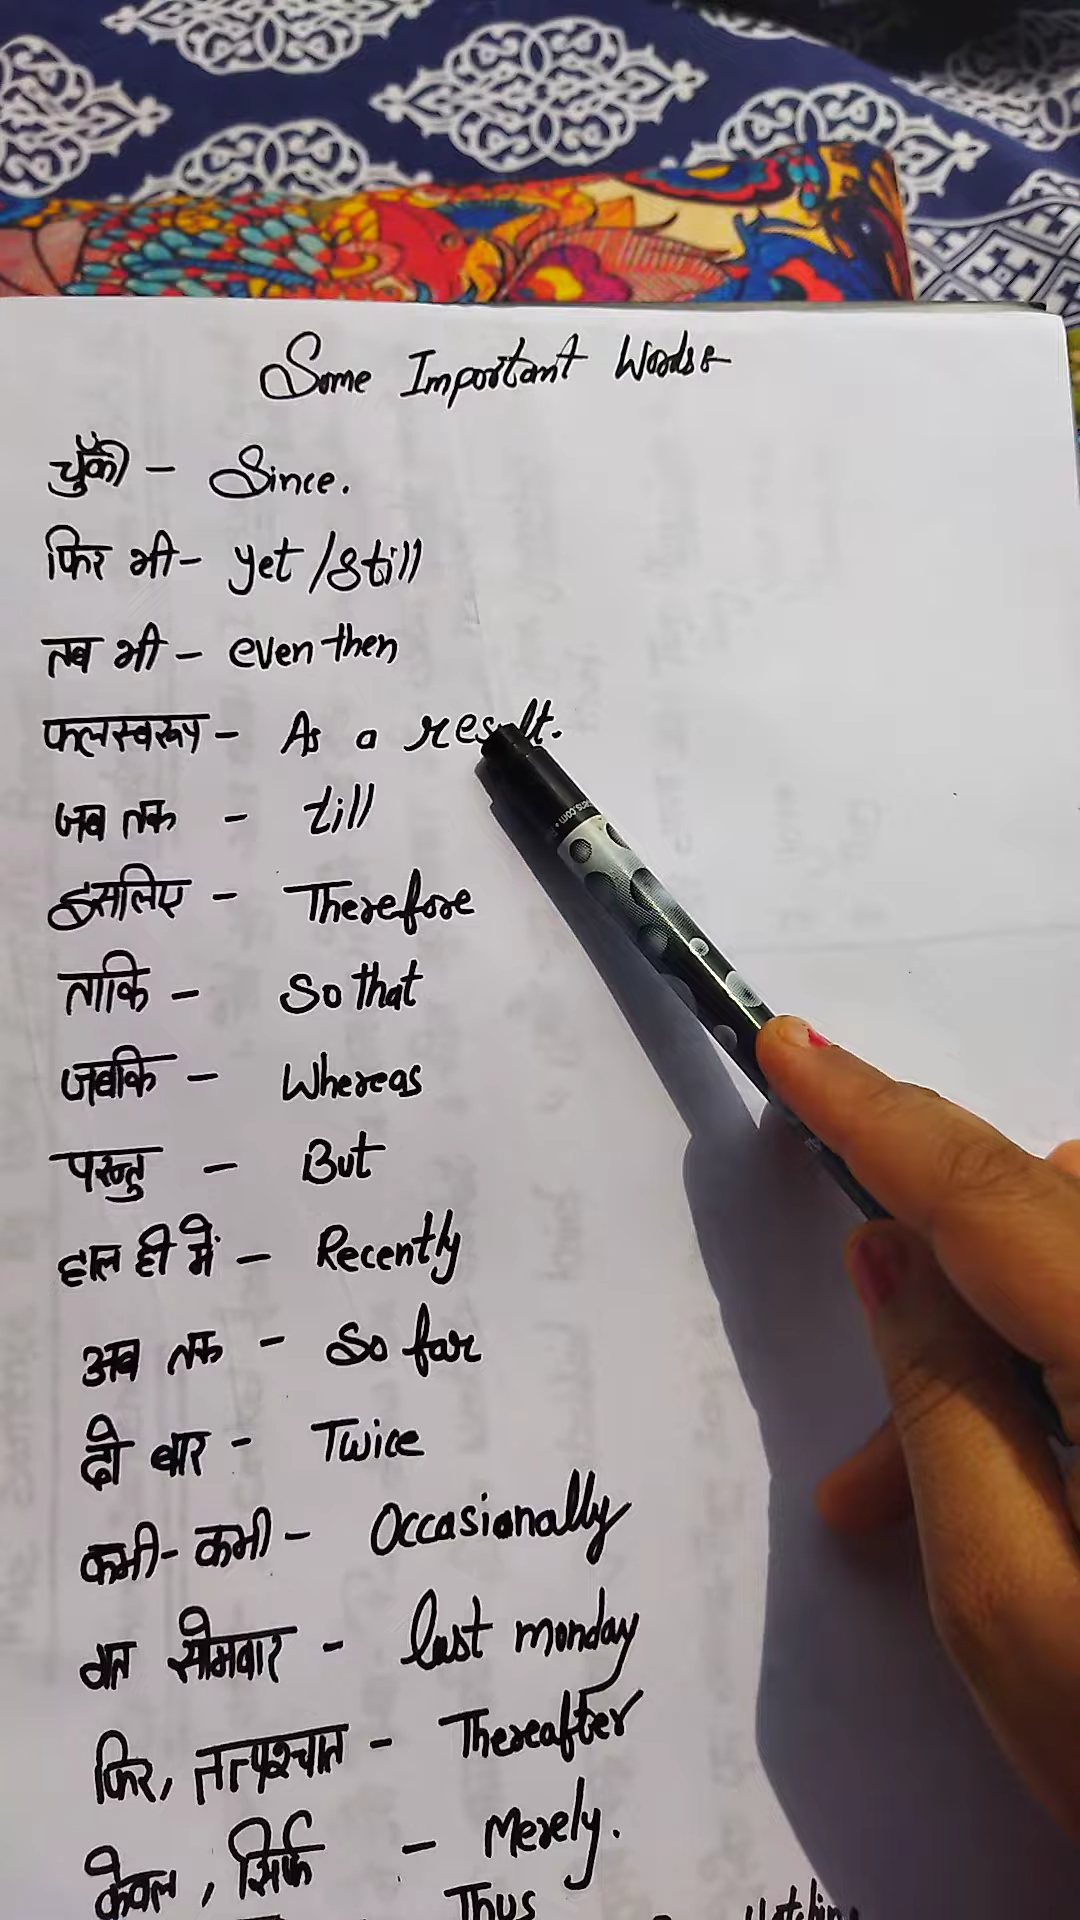 Some Important Words
चुँकी - Since.
फिर भी - yet/still
तब भी - even then
फलस्वरूप - As a result.
जब तक - till
इसलिए - Therefore
ताकि - So that
जबकि - Whereas
परन्तु - But
हाल ही में - Recently
अब तक - So far
दो बार - Twice
कभी-कभी - Occasionally
गत सोमवार - last monday
फिर, तत्पश्चात - Thereafter
केवल, सिर्फ - Merely.
Thus